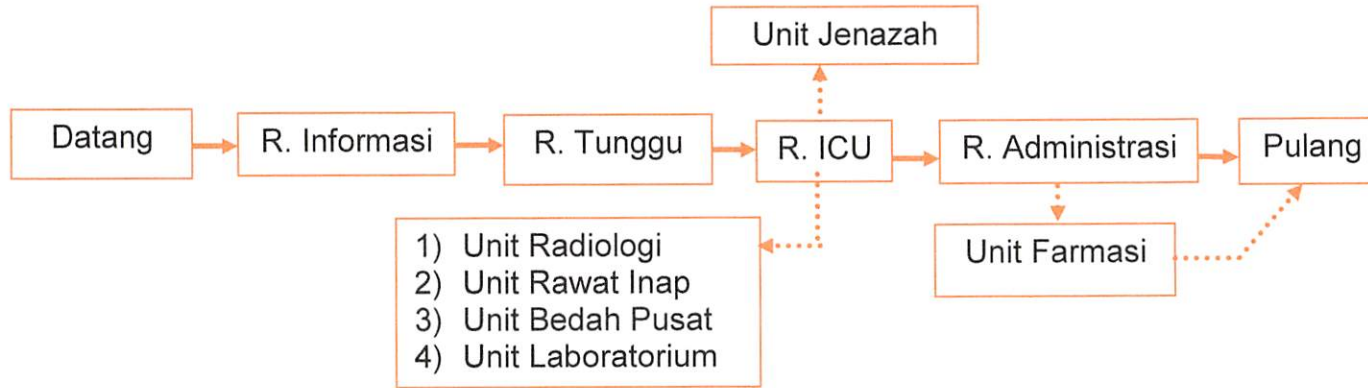 Unit Jenazah
Datang
R. Informasi
R. Tunggu
R. ICU
R. Administrasi
Pulang
1) Unit Radiologi
2) Unit Rawat Inap
3) Unit Bedah Pusat
4) Unit Laboratorium
Unit Farmasi